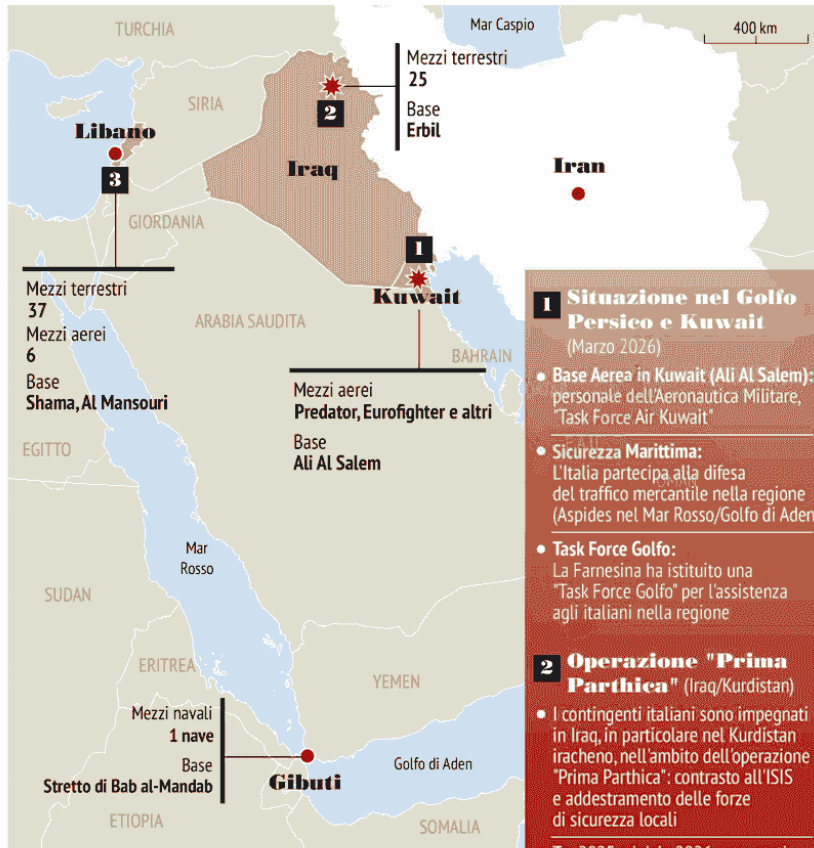 TURCHIA
Mar Caspio
400 km
Mezzi terrestri
25
Base
Erbil
SIRIA
2
Libano
Iraq
Iran
3
GIORDANIA
1
Kuwait
Mezzi terrestri
37
Mezzi aerei
6
Base
Shama, Al Mansouri
ARABIA SAUDITA
BAHRAIN
Mezzi aerei
Predator, Eurofighter e altri
Base
Ali Al Salem
EGITTO
Mar
Rosso
SUDAN
ERITREA
YEMEN
Mezzi navali
1 nave
Base
Stretto di Bab al-Mandab
Gibuti
Golfo di Aden
ETIOPIA
SOMALIA
OMAN
1 Situazione nel Golfo
Persico e Kuwait
(Marzo 2026)
• Base Aerea in Kuwait (Ali Al Salem):
personale dell'Aeronautica Militare,
"Task Force Air Kuwait"
• Sicurezza Marittima:
L'Italia partecipa alla difesa
del traffico mercantile nella regione
(Aspides nel Mar Rosso/Golfo di Aden
• Task Force Golfo:
La Farnesina ha istituito una
"Task Force Golfo" per l'assistenza
agli italiani nella regione
2 Operazione "Prima
Parthica" (Iraq/Kurdistan)
• I contingenti italiani sono impegnati
in Iraq, in particolare nel Kurdistan
iracheno, nell'ambito dell'operazione
"Prima Parthica": contrasto all'ISIS
e addestramento delle forze
di sicurezza locali